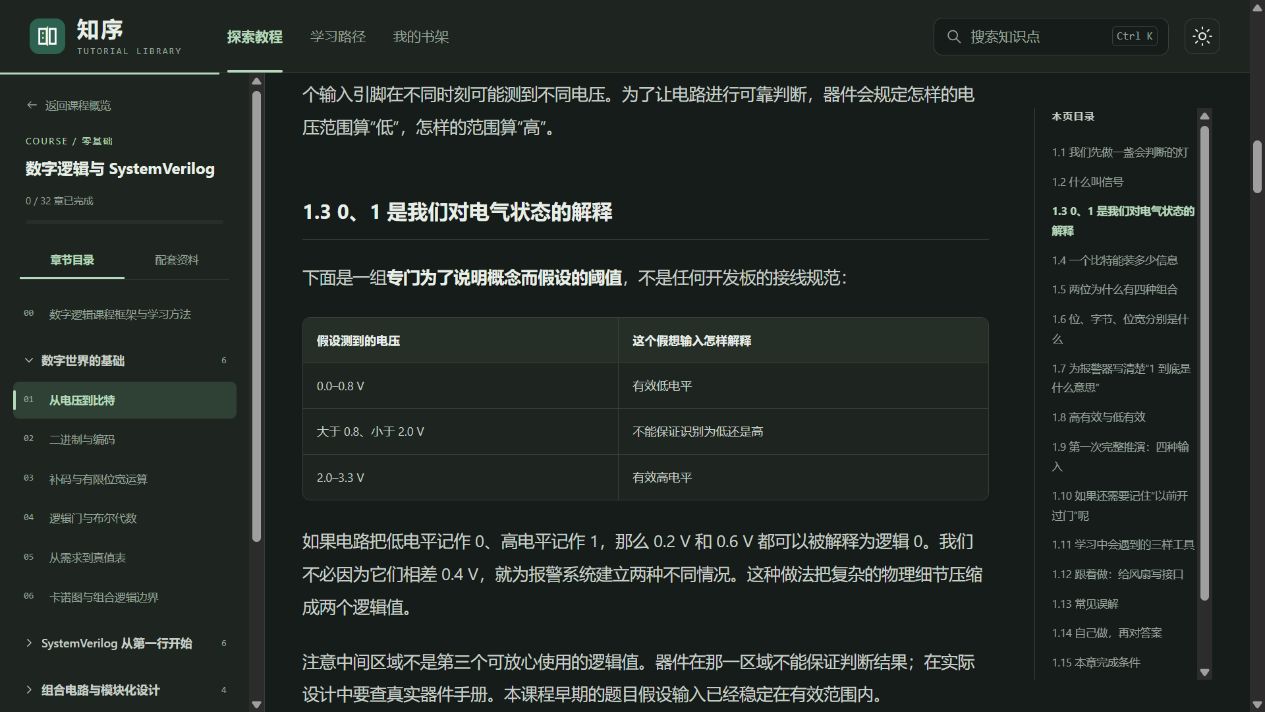 知序
TUTORIAL LIBRARY
探索教程
学习路径
我的书架
搜索知识点
Ctrl K
← 返回课程概览
COURSE / 零基础
数字逻辑与 SystemVerilog
0 / 32 章已完成
章节目录
配套资料
00 数字逻辑课程框架与学习方法
数字世界的基础 6
01 从电压到比特
02 二进制与编码
03 补码与有限位宽运算
04 逻辑门与布尔代数
05 从需求到真值表
06 卡诺图与组合逻辑边界
SystemVerilog 从第一行开始 6
组合电路与模块化设计 4
个输入引脚在不同时刻可能测到不同电压。为了让电路进行可靠判断，器件会规定怎样的电
压范围算“低”，怎样的范围算“高”。
1.3 0、1 是我们对电气状态的解释
下面是一组专门为了说明概念而假设的阈值，不是任何开发板的接线规范：
假设测到的电压 这个假想输入怎样解释
0.0–0.8 V 有效低电平
大于 0.8、小于 2.0 V 不能保证识别为低还是高
2.0–3.3 V 有效高电平
如果电路把低电平记作 0、高电平记作 1，那么 0.2 V 和 0.6 V 都可以被解释为逻辑 0。我们
不必因为它们相差 0.4 V，就为报警系统建立两种不同情况。这种做法把复杂的物理细节压缩
成两个逻辑值。
注意中间区域不是第三个可放心使用的逻辑值。器件在那一区域不能保证判断结果；在实际
设计中要查真实器件手册。本课程早期的题目假设输入已经稳定在有效范围内。
本页目录
1.1 我们先做一盏会判断的灯
1.2 什么叫信号
1.3 0、1 是我们对电气状态的
解释
1.4 一个比特能装多少信息
1.5 两位为什么有四种组合
1.6 位、字节、位宽分别是什
么
1.7 为报警器写清楚“1 到底是
什么意思”
1.8 高有效与低有效
1.9 第一次完整推演：四种输
入
1.10 如果还需要记住“以前开
过门”呢
1.11 学习中会遇到的三样工具
1.12 跟着做：给风扇写接口
1.13 常见误解
1.14 自己做，再对答案
1.15 本章完成条件